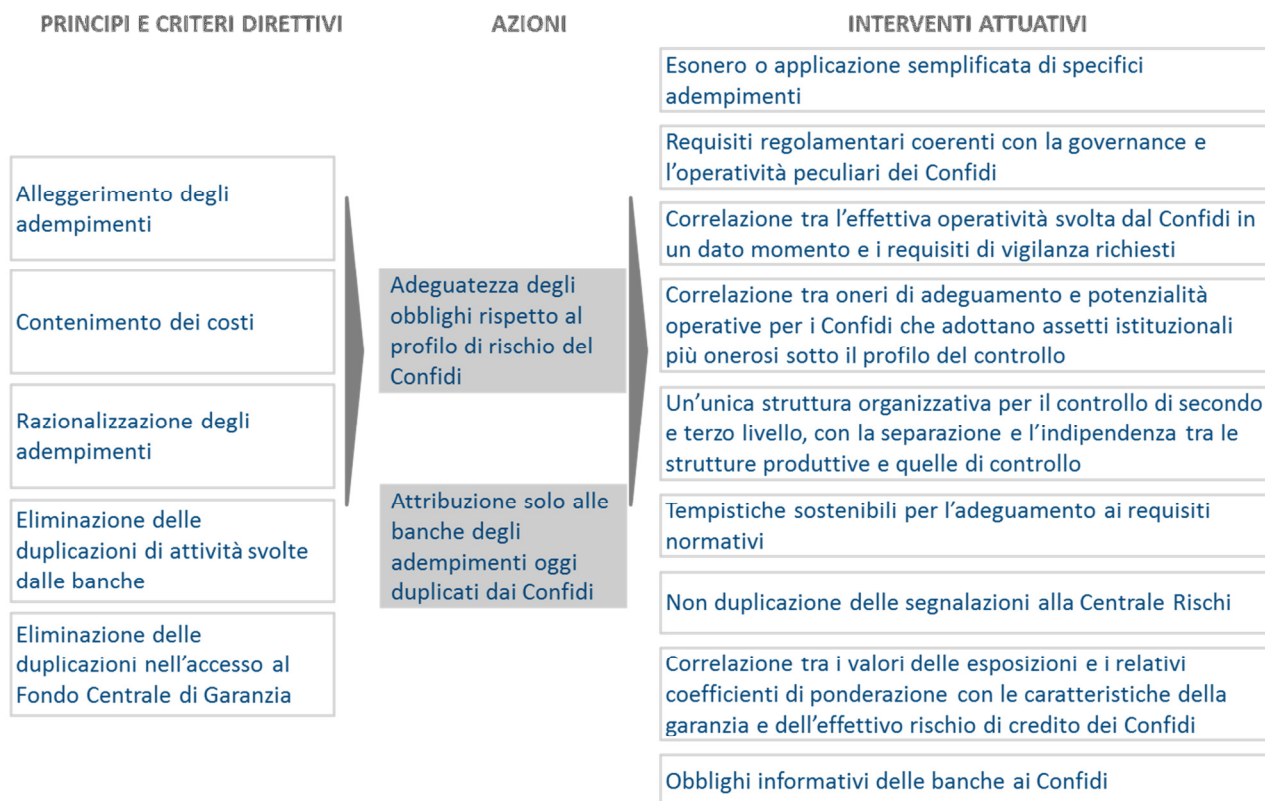 PRINCIPI E CRITERI DIRETTIVI
Alleggerimento degli
adempimenti
Contenimento dei costi
Razionalizzazione degli
adempimenti
Eliminazione delle
duplicazioni di attività svolte
dalle banche
Eliminazione delle
duplicazioni nell'accesso al
Fondo Centrale di Garanzia
AZIONI
Adeguatezza degli
obblighi rispetto al
profilo di rischio del
Confidi
Attribuzione solo alle
banche degli
adempimenti oggi
duplicati dai Confidi
INTERVENTI ATTUATIVI
Esonero o applicazione semplificata di specifici
adempimenti
Requisiti regolamentari coerenti con la governance e
l'operatività peculiari dei Confidi
Correlazione tra l'effettiva operatività svolta dal Confidi in
un dato momento e i requisiti di vigilanza richiesti
Correlazione tra oneri di adeguamento e potenzialità
operative per i Confidi che adottano assetti istituzionali
più onerosi sotto il profilo del controllo
Un'unica struttura organizzativa per il controllo di secondo
e terzo livello, con la separazione e l'indipendenza tra le
strutture produttive e quelle di controllo
Tempistiche sostenibili per l'adeguamento ai requisiti
normativi
Non duplicazione delle segnalazioni alla Centrale Rischi
Correlazione tra i valori delle esposizioni e i relativi
coefficienti di ponderazione con le caratteristiche della
garanzia e dell'effettivo rischio di credito dei Confidi
Obblighi informativi delle banche ai Confidi